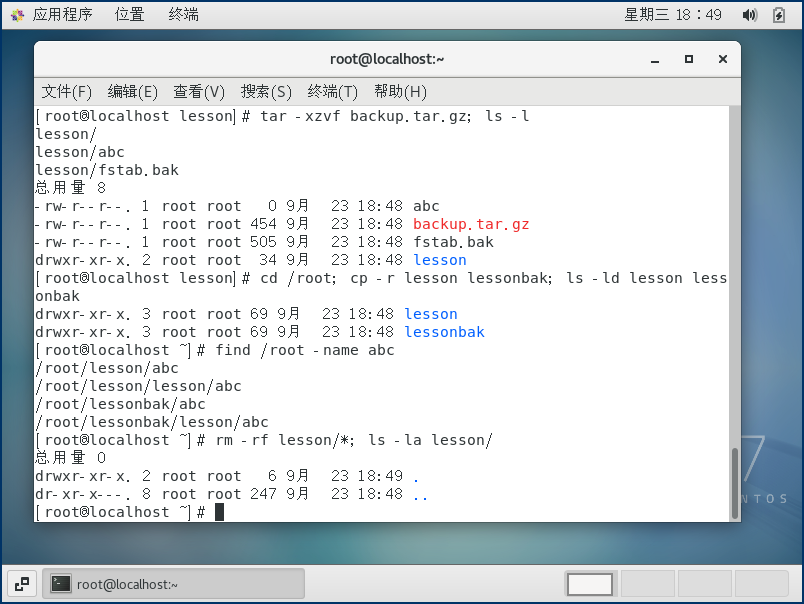 应用程序 位置 终端 星期三 18：49
root@localhost:~
文件(F) 编辑(E) 查看(V) 搜索(S) 终端(T) 帮助(H)
[root@localhost lesson]# tar -xzvf backup.tar.gz; ls -l
lesson/
lesson/abc
lesson/fstab.bak
总用量 8
-rw-r--r--. 1 root root   0 9月  23 18:48 abc
-rw-r--r--. 1 root root 454 9月  23 18:48 backup.tar.gz
-rw-r--r--. 1 root root 505 9月  23 18:48 fstab.bak
drwxr-xr-x. 2 root root  34 9月  23 18:48 lesson
[root@localhost lesson]# cd /root; cp -r lesson lessonbak; ls -ld lesson less
onbak
drwxr-xr-x. 3 root root 69 9月  23 18:48 lesson
drwxr-xr-x. 3 root root 69 9月  23 18:48 lessonbak
[root@localhost ~]# find /root -name abc
/root/lesson/abc
/root/lesson/lesson/abc
/root/lessonbak/abc
/root/lessonbak/lesson/abc
[root@localhost ~]# rm -rf lesson/*; ls -la lesson/
总用量 0
drwxr-xr-x. 2 root root   6 9月  23 18:49 .
dr-xr-x---. 8 root root 247 9月  23 18:48 ..
[root@localhost ~]#
7
NTOS
root@localhost:~